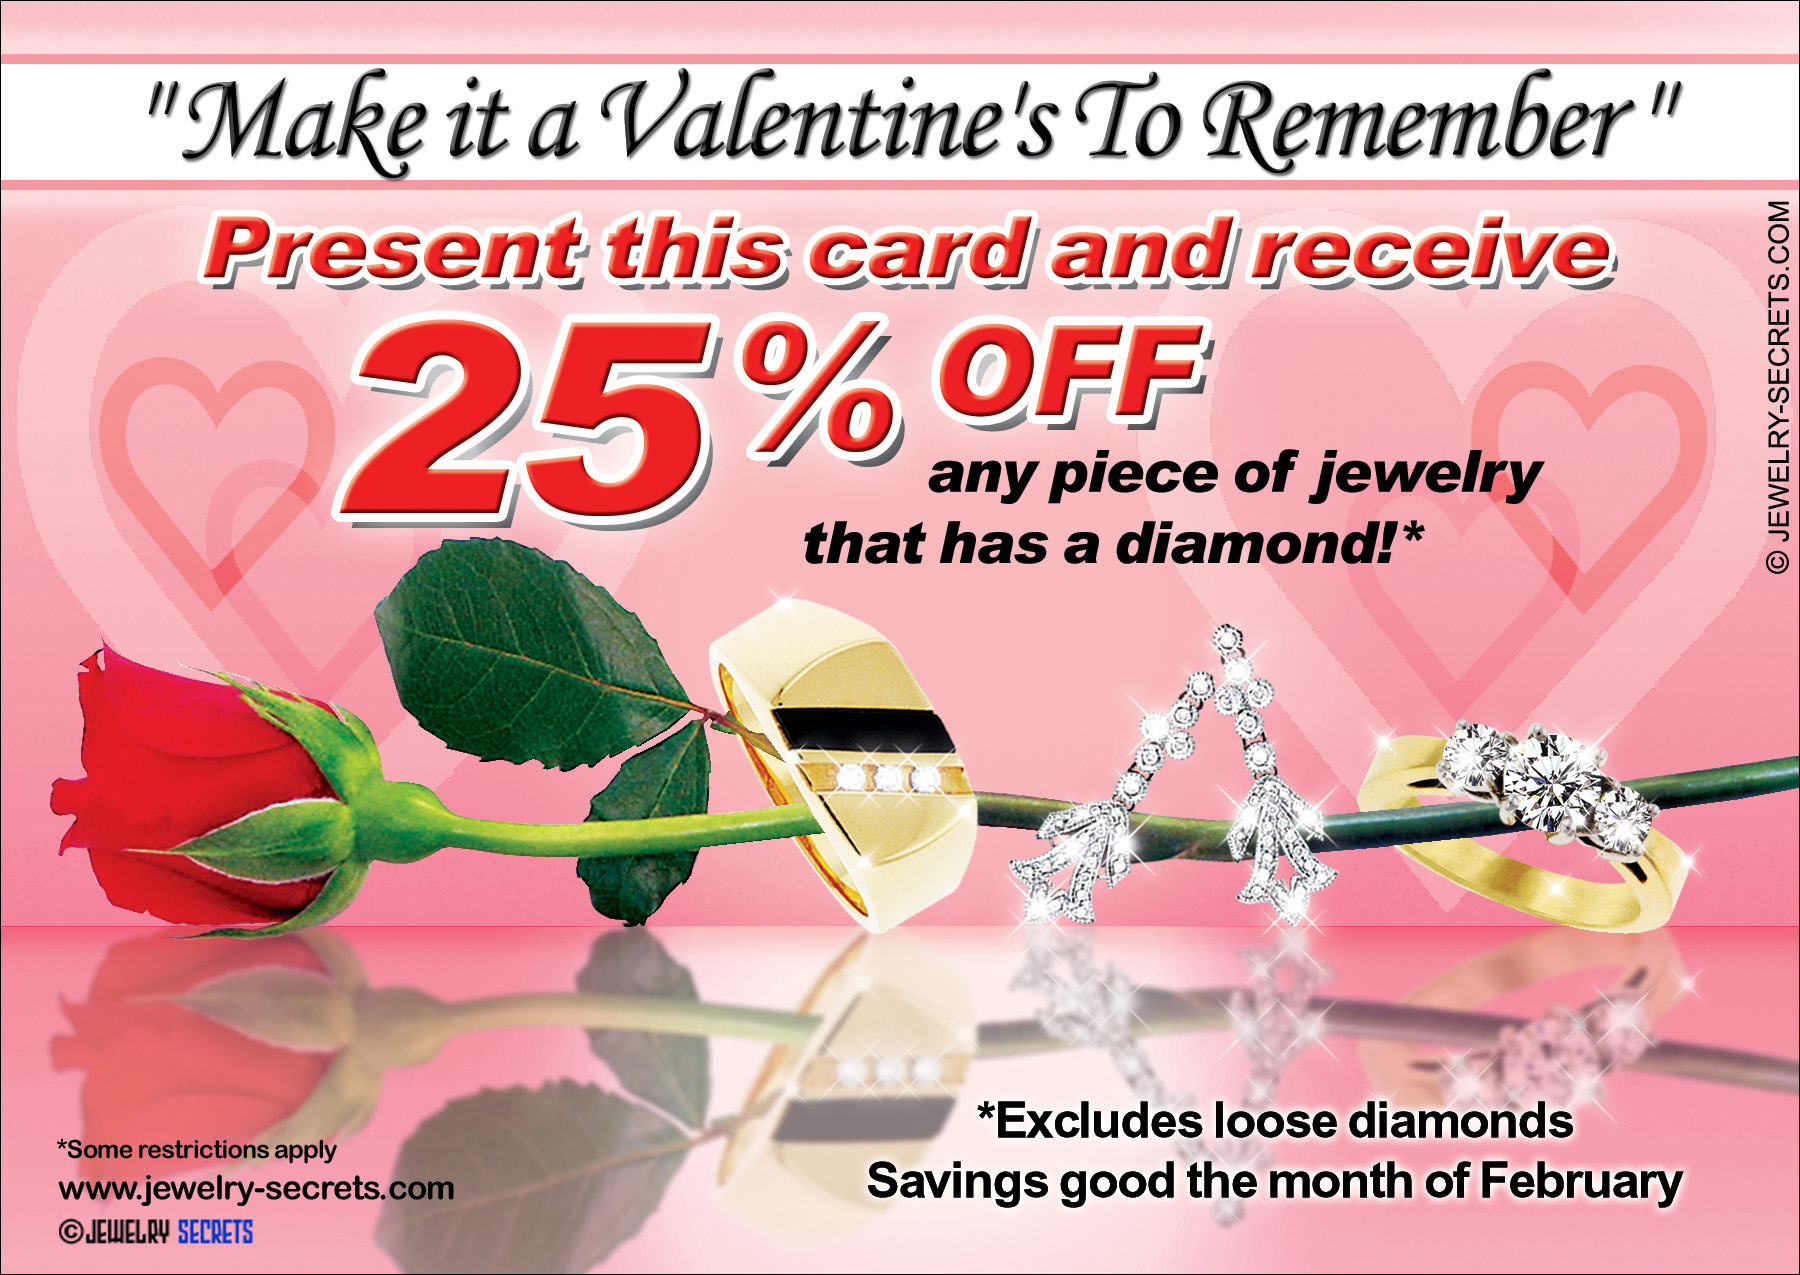 "Make it a Valentine's To Remember"
Present this card and receive
25% OFF
any piece of jewelry
that has a diamond!*
© JEWELRY-SECRETS.COM
*Excludes loose diamonds
Savings good the month of February
*Some restrictions apply
www.jewelry-secrets.com
©JEWELRY SECRETS